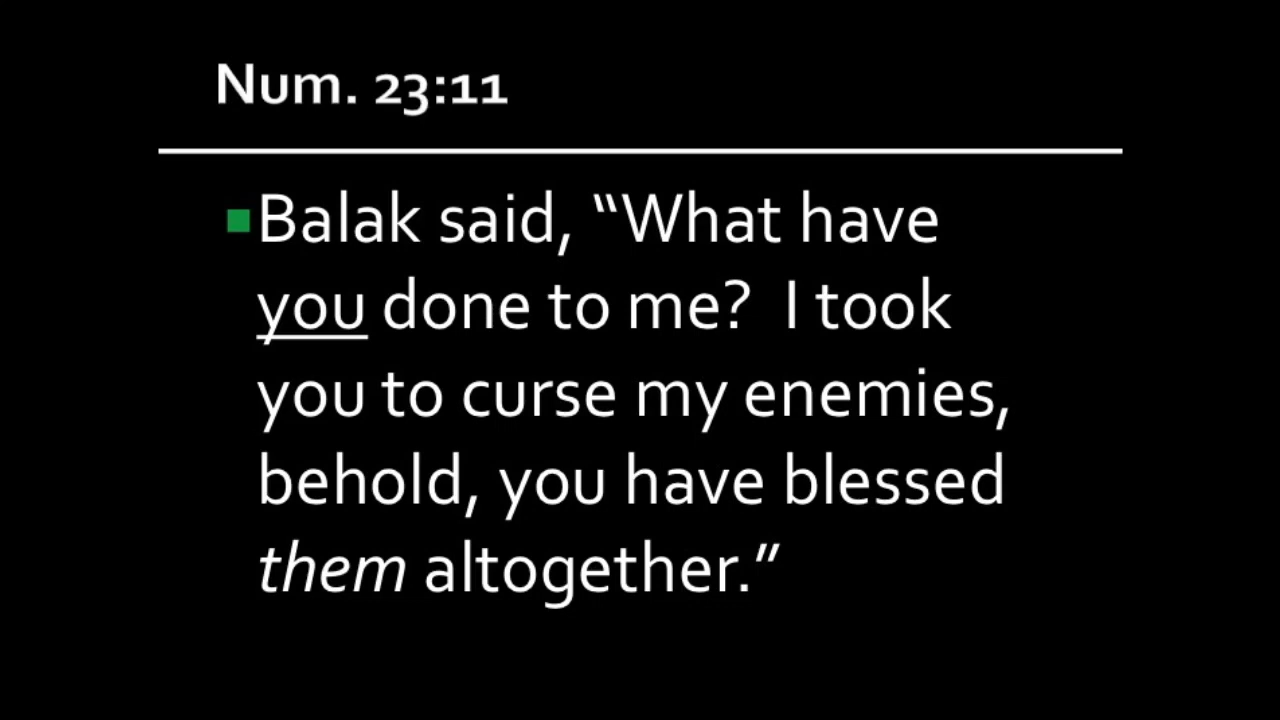 Num. 23:11
Balak said, “What have
you done to me?  I took
you to curse my enemies,
behold, you have blessed
them altogether.”